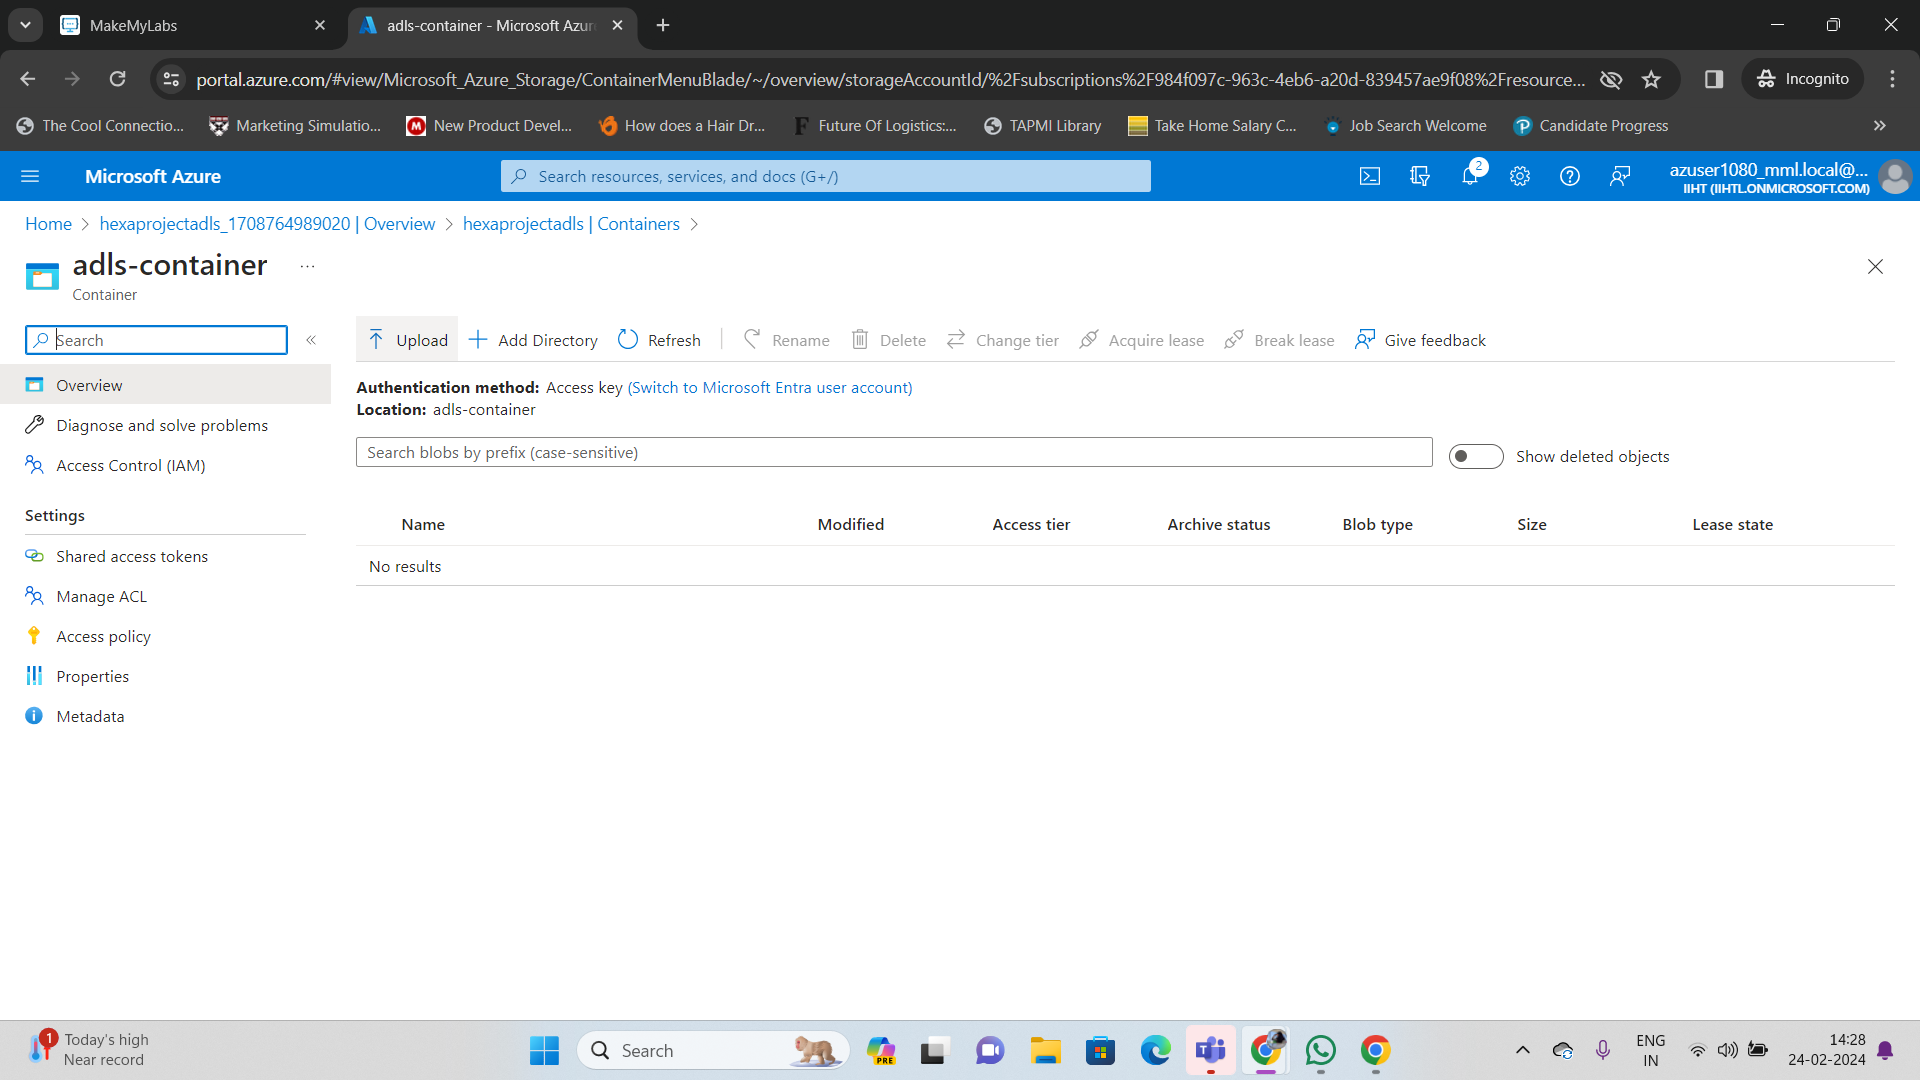 MakeMyLabs
adls-container - Microsoft Azur
portal.azure.com/#view/Microsoft_Azure_Storage/ContainerMenuBlade/~/overview/storageAccountId/%2Fsubscriptions%2F984f097c-963c-4eb6-a20d-839457ae9f08%2Fresource...
Incognito
The Cool Connectio...
Marketing Simulatio...
New Product Devel...
How does a Hair Dr...
Future Of Logistics:...
TAPMI Library
Take Home Salary C...
Job Search Welcome
Candidate Progress
Microsoft Azure
Search resources, services, and docs (G+/)
2
azuser1080_mml.local@...
IIHT (IIHTL.ONMICROSOFT.COM)
Home > hexaprojectadls_1708764989020 | Overview > hexaprojectadls | Containers >
adls-container
...
Container
Search
Upload
Add Directory
Refresh
Rename
Delete
Change tier
Acquire lease
Break lease
Give feedback
Overview
Diagnose and solve problems
Access Control (IAM)
Settings
Shared access tokens
Manage ACL
Access policy
Properties
Metadata
Authentication method: Access key (Switch to Microsoft Entra user account)
Location: adls-container
Search blobs by prefix (case-sensitive)
Show deleted objects
Name Modified Access tier Archive status Blob type Size Lease state
No results
1
Today's high
Near record
Search
PRE
ENG
IN
14:28
24-02-2024